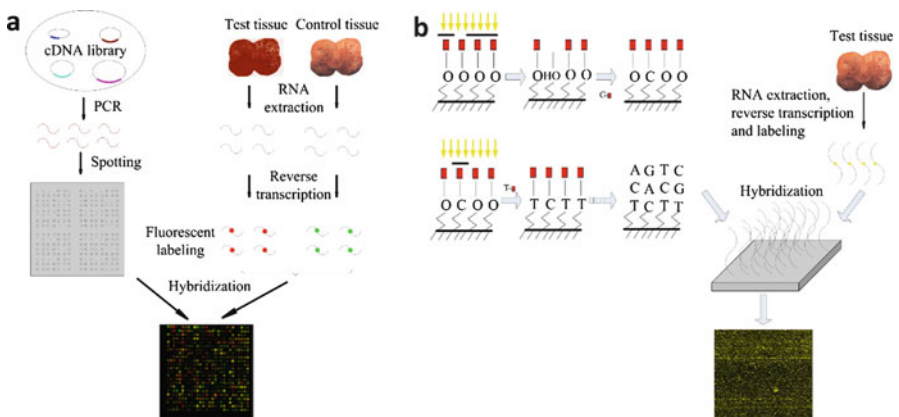 a
cDNA library
PCR
Spotting
Test tissue Control tissue
RNA
extraction
Reverse
transcription
Fluorescent
labeling
Hybridization
b
O O O O
O HO O O
G-
O C O O
O C O O
T-
T C T T
A G T C
C A C G
T C T T
Test tissue
RNA extraction,
reverse transcription
and labeling
Hybridization